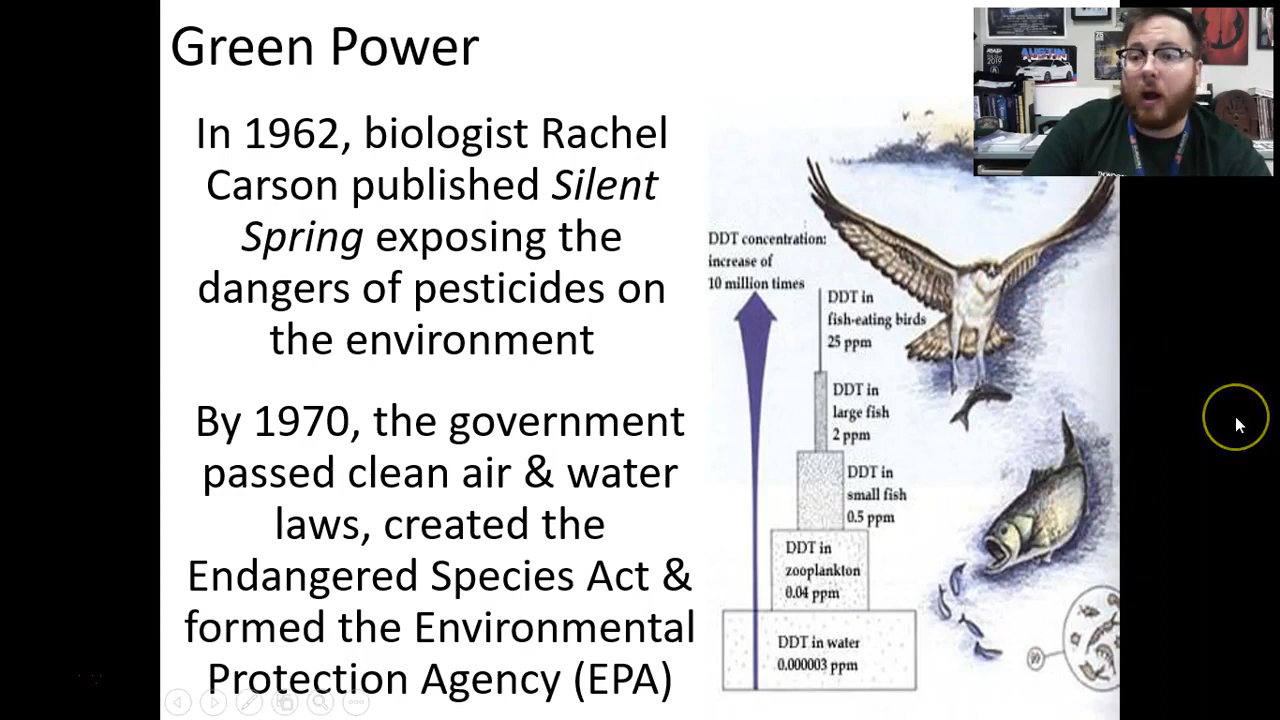 Green Power
In 1962, biologist Rachel
Carson published Silent
Spring exposing the
dangers of pesticides on
the environment
By 1970, the government
passed clean air & water
laws, created the
Endangered Species Act &
formed the Environmental
Protection Agency (EPA)
DDT concentration:
increase of
10 million times
DDT in
fish-eating birds
25 ppm
DDT in
large fish
2 ppm
DDT in
small fish
0.5 ppm
DDT in
zooplankton
0.04 ppm
DDT in water
0.000003 ppm
AUSTIN
2019